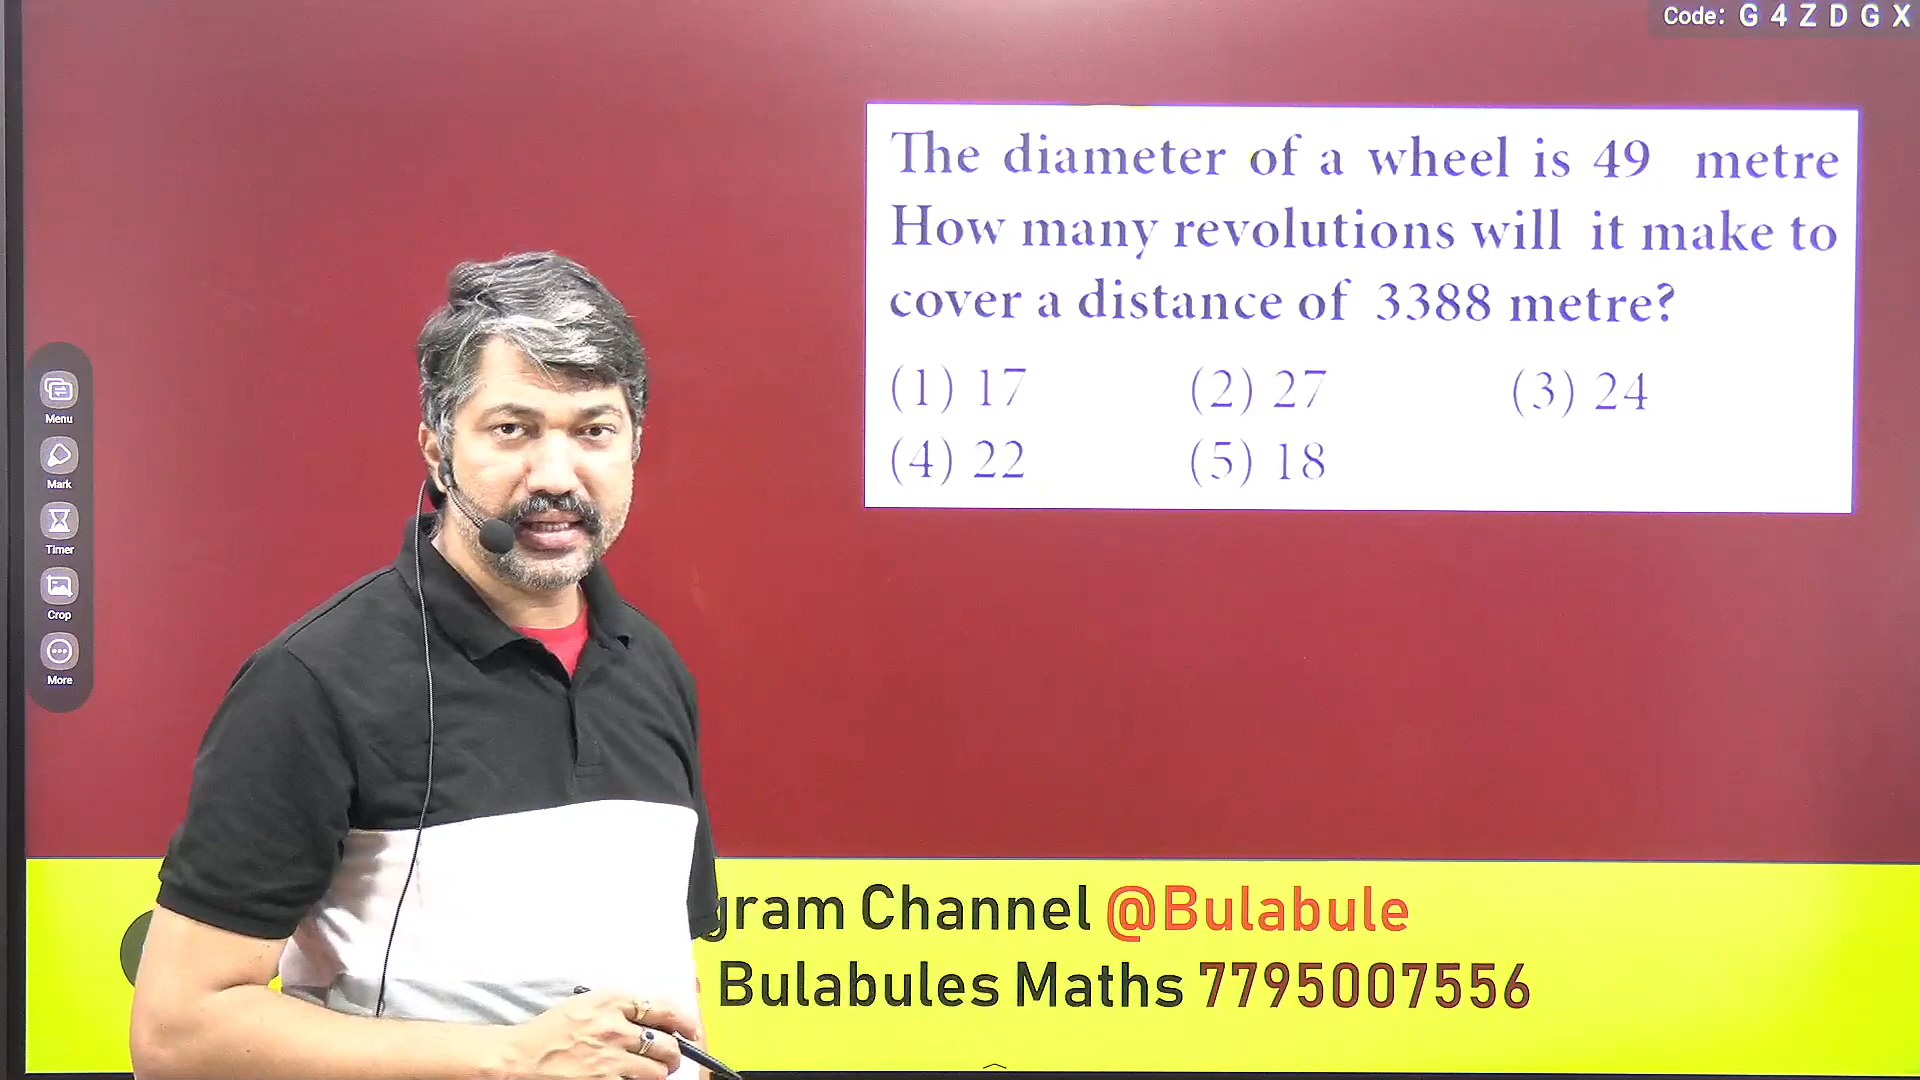 Code: G 4 Z D G X
The diameter of a wheel is 49 metre
How many revolutions will it make to
cover a distance of 3388 metre?
(1) 17 (2) 27 (3) 24
(4) 22 (5) 18
Menu
Mark
Timer
Crop
More
gram Channel @Bulabule
Bulabules Maths 7795007556